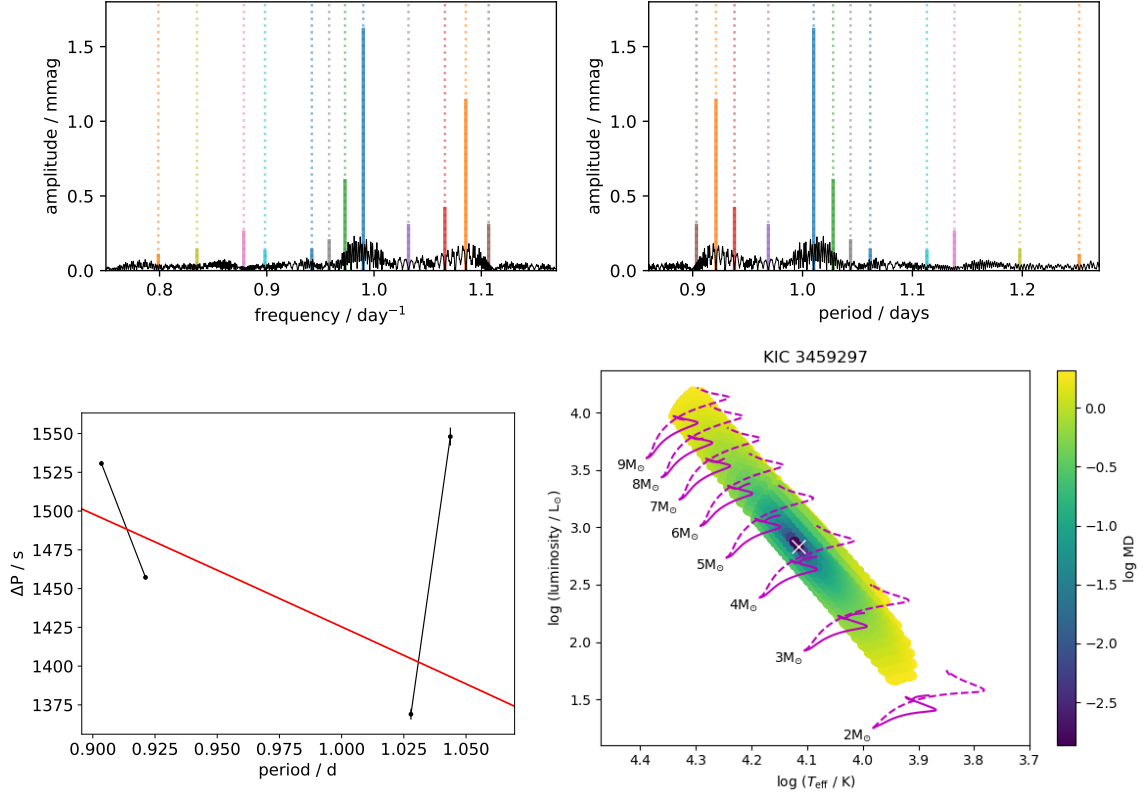 1.5
1.0
0.5
0.0
amplitude / mmag
0.8 0.9 1.0 1.1
frequency / day⁻¹
1.5
1.0
0.5
0.0
amplitude / mmag
0.9 1.0 1.1 1.2
period / days
1550
1525
1500
1475
1450
1425
1400
1375
ΔP / s
0.900 0.925 0.950 0.975 1.000 1.025 1.050
period / d
KIC 3459297
4.0
3.5
3.0
2.5
2.0
1.5
log (luminosity / L⊙)
9M⊙
8M⊙
7M⊙
6M⊙
5M⊙
4M⊙
3M⊙
2M⊙
4.4 4.3 4.2 4.1 4.0 3.9 3.8 3.7
log (Teff / K)
0.0
−0.5
−1.0
−1.5
−2.0
−2.5
log MD